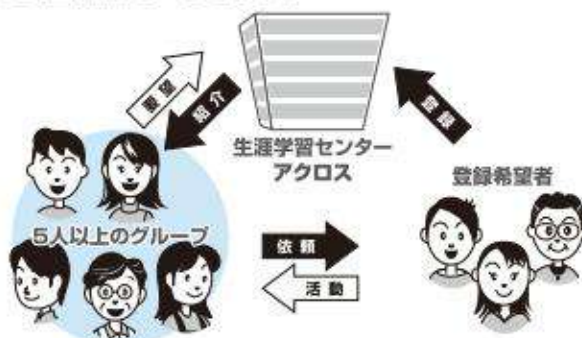 要望
紹介
登録
生涯学習センター
アクロス
登録希望者
5人以上のグループ
依頼
活動